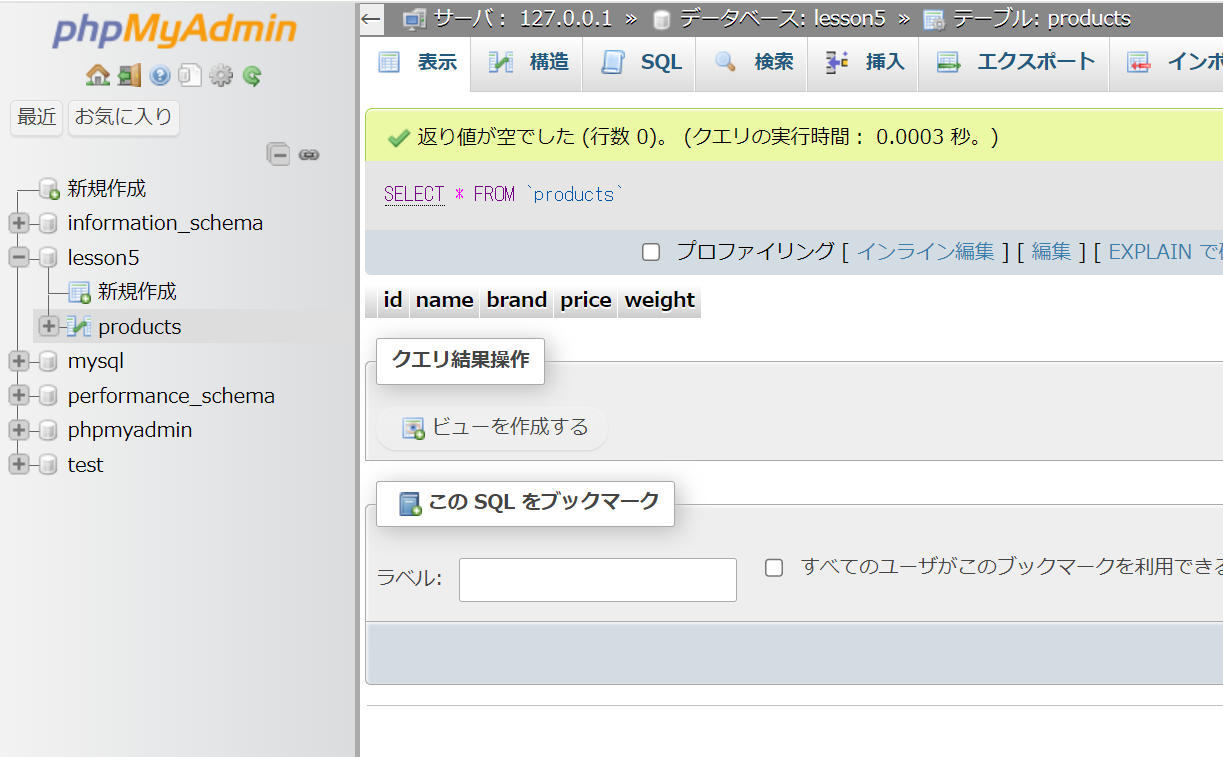 phpMyAdmin
最近 お気に入り
新規作成
information_schema
lesson5
新規作成
products
mysql
performance_schema
phpmyadmin
test
← サーバ： 127.0.0.1 » データベース: lesson5 » テーブル: products
表示 構造 SQL 検索 挿入 エクスポート インポ
返り値が空でした (行数 0)。 (クエリの実行時間： 0.0003 秒。)
SELECT * FROM `products`
プロファイリング [ インライン編集 ] [ 編集 ] [ EXPLAIN で
id name brand price weight
クエリ結果操作
ビューを作成する
この SQL をブックマーク
ラベル: すべてのユーザがこのブックマークを利用できる